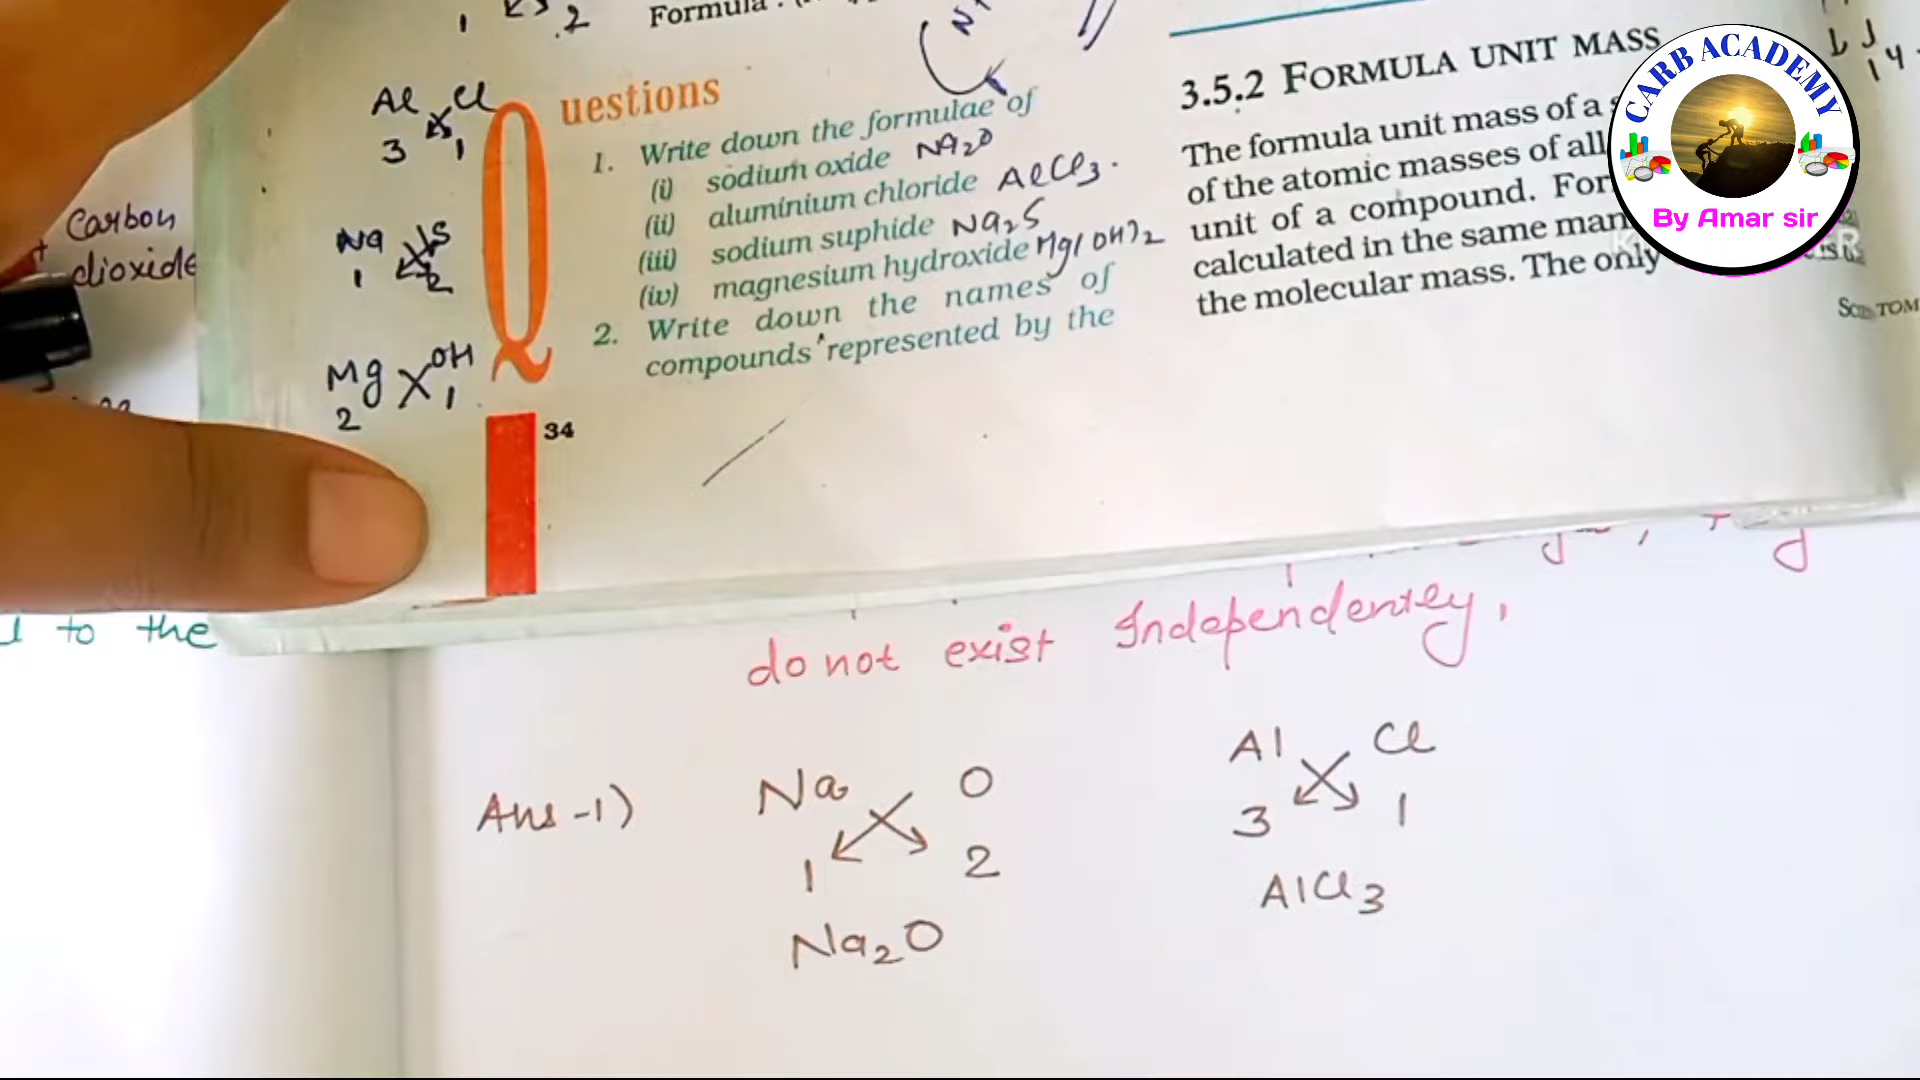 Formula :
1 2
Al Cl
3 1
Na S
1 2
Mg OH
2 1
Carbon
dioxide
Questions
1. Write down the formulae of
(i) sodium oxide Na2O
(ii) aluminium chloride AlCl3.
(iii) sodium suphide Na2S
(iv) magnesium hydroxide Mg(OH)2
2. Write down the names of
compounds represented by the
34
3.5.2 FORMULA UNIT MASS
The formula unit mass of a
of the atomic masses of all
unit of a compound. For
calculated in the same man
the molecular mass. The only
CARB ACADEMY
By Amar sir
to the
do not exist Independentey,
Ans-1)
Na O
1 2
Na2O
Al Cl
3 1
AlCl3